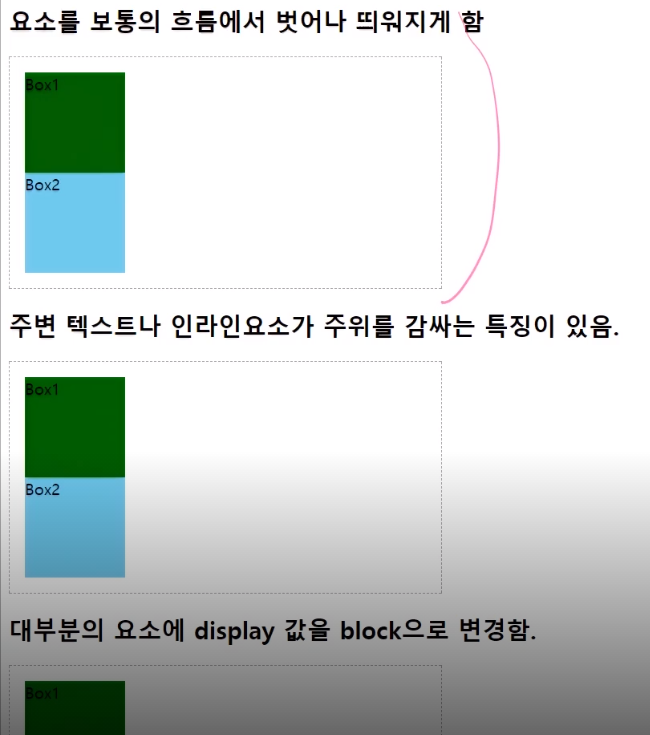 요소를 보통의 흐름에서 벗어나 띄워지게 함
Box1
Box2
주변 텍스트나 인라인요소가 주위를 감싸는 특징이 있음.
Box1
Box2
대부분의 요소에 display 값을 block으로 변경함.
Box1